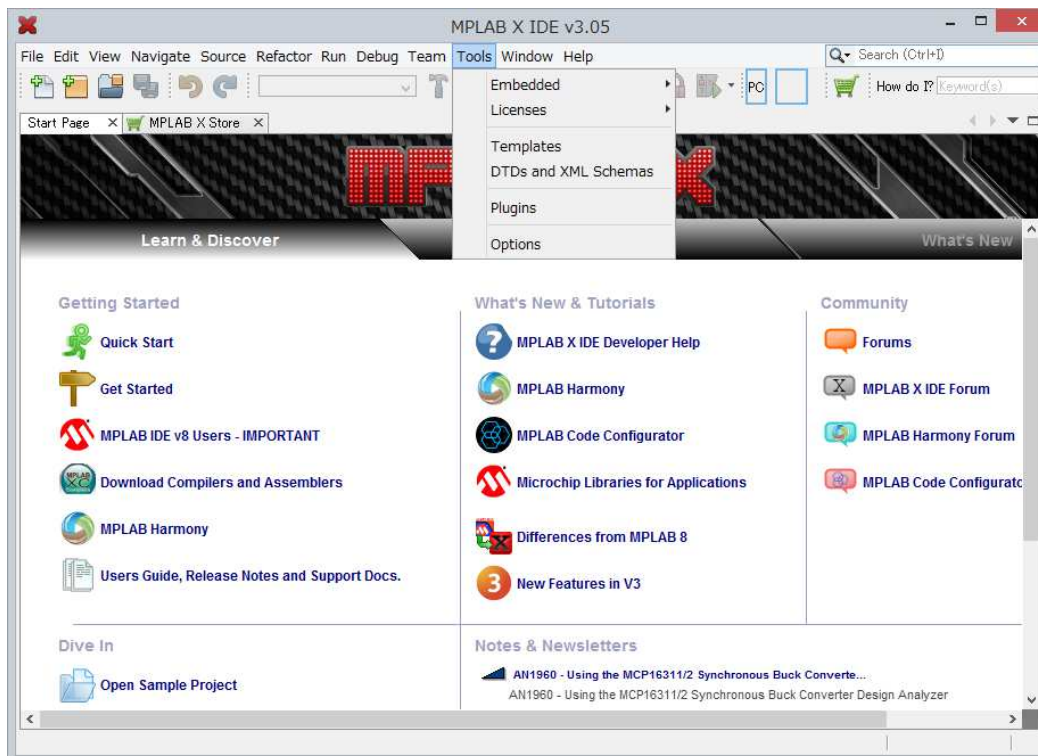 MPLAB X IDE v3.05
File Edit View Navigate Source Refactor Run Debug Team Tools Window Help
Search (Ctrl+I)
PC
How do I? Keyword(s)
Embedded
Licenses
Templates
DTDs and XML Schemas
Plugins
Options
Start Page
MPLAB X Store
Learn & Discover
What's New
Getting Started
Quick Start
Get Started
MPLAB IDE v8 Users - IMPORTANT
Download Compilers and Assemblers
MPLAB Harmony
Users Guide, Release Notes and Support Docs.
What's New & Tutorials
MPLAB X IDE Developer Help
MPLAB Harmony
MPLAB Code Configurator
Microchip Libraries for Applications
Differences from MPLAB 8
3 New Features in V3
Community
Forums
X MPLAB X IDE Forum
MPLAB Harmony Forum
MPLAB Code Configurato
Dive In
Open Sample Project
Notes & Newsletters
AN1960 - Using the MCP16311/2 Synchronous Buck Converte...
AN1960 - Using the MCP16311/2 Synchronous Buck Converter Design Analyzer